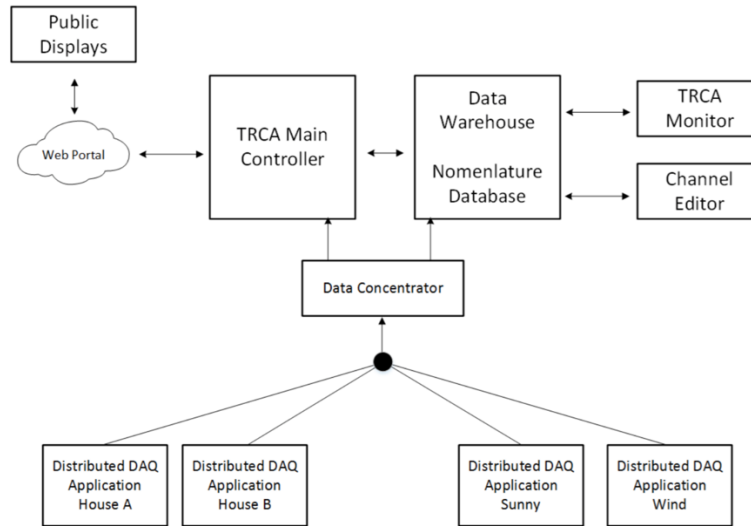 Public
Displays
Web Portal
TRCA Main
Controller
Data
Warehouse
Nomenlature
Database
TRCA
Monitor
Channel
Editor
Data Concentrator
Distributed DAQ
Application
House A
Distributed DAQ
Application
House B
Distributed DAQ
Application
Sunny
Distributed DAQ
Application
Wind